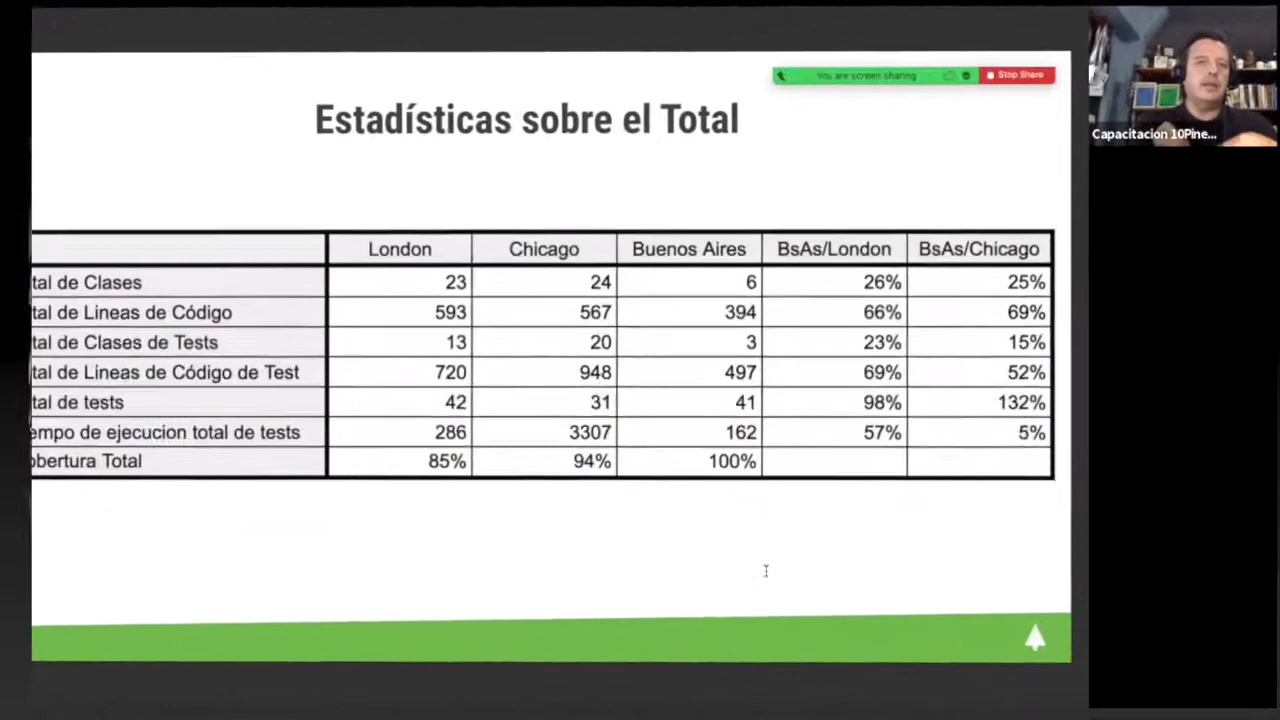 You are screen sharing
Stop Share
Estadísticas sobre el Total
Capacitacion 10Pine...
London Chicago Buenos Aires BsAs/London BsAs/Chicago
tal de Clases 23 24 6 26% 25%
tal de Lineas de Código 593 567 394 66% 69%
tal de Clases de Tests 13 20 3 23% 15%
tal de Lineas de Código de Test 720 948 497 69% 52%
tal de tests 42 31 41 98% 132%
empo de ejecucion total de tests 286 3307 162 57% 5%
obertura Total 85% 94% 100%